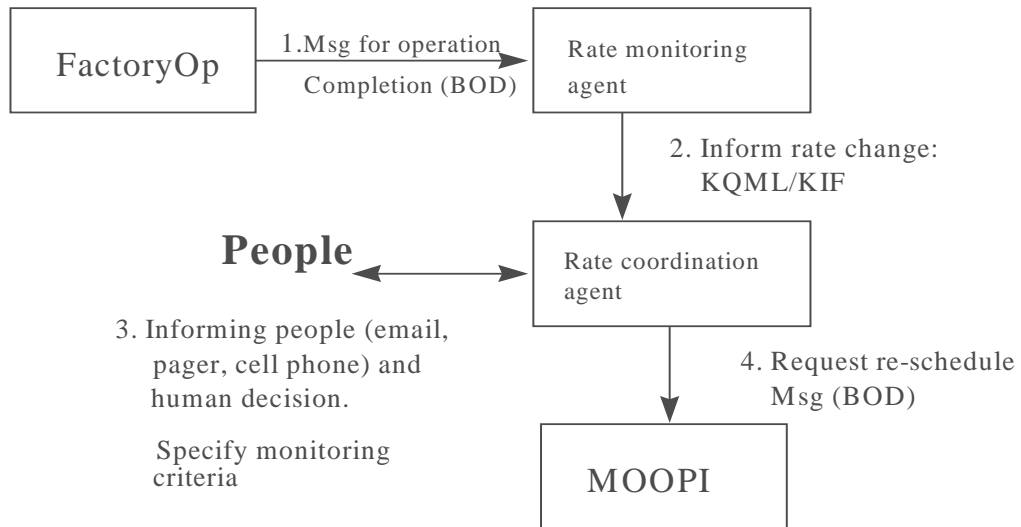 FactoryOp
1.Msg for operation
Completion (BOD)
Rate monitoring
agent
2. Inform rate change:
KQML/KIF
People
Rate coordination
agent
3. Informing people (email,
pager, cell phone) and
human decision.
Specify monitoring
criteria
4. Request re-schedule
Msg (BOD)
MOOPI